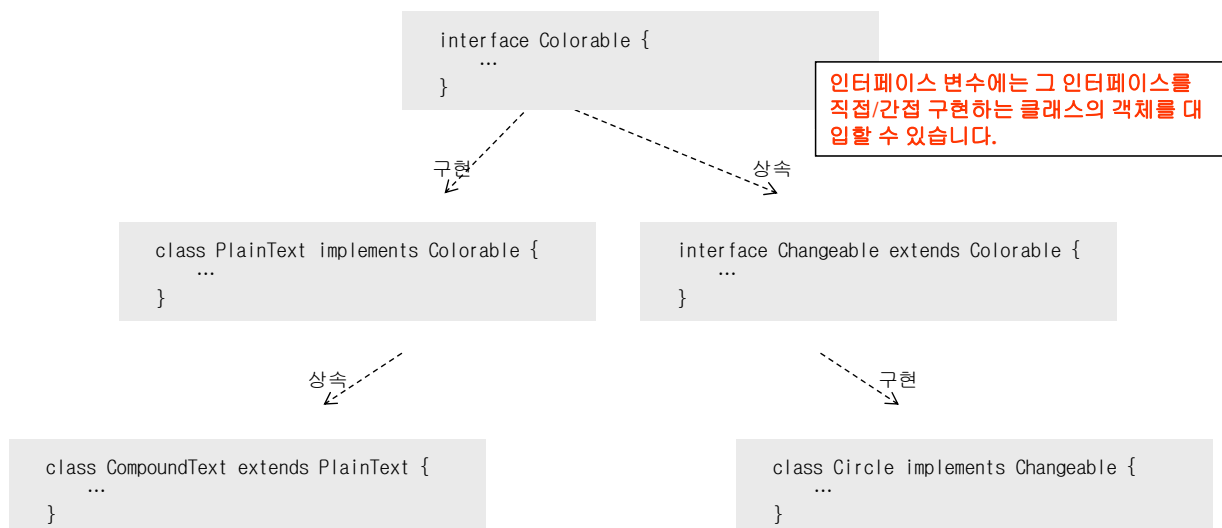 interface Colorable {
...
}
인터페이스 변수에는 그 인터페이스를
직접/간접 구현하는 클래스의 객체를 대
입할 수 있습니다.
구현
상속
class PlainText implements Colorable {
...
}
interface Changeable extends Colorable {
...
}
상속
구현
class CompoundText extends PlainText {
...
}
class Circle implements Changeable {
...
}